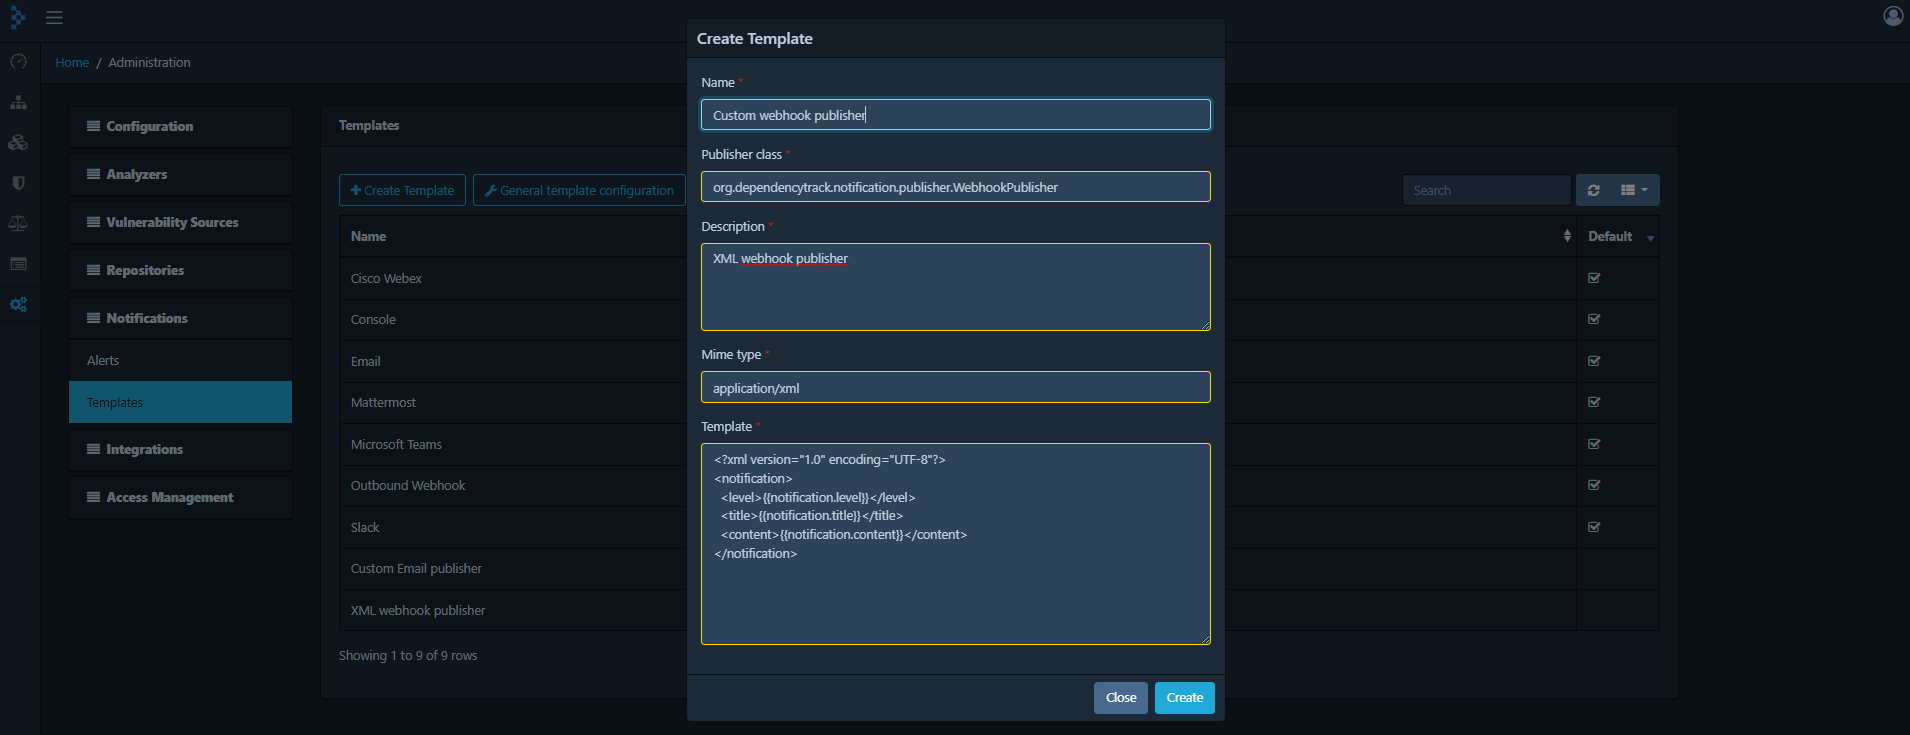 Home / Administration
Configuration
Analyzers
Vulnerability Sources
Repositories
Notifications
Alerts
Templates
Integrations
Access Management
Templates
Create Template
General template configuration
Search
Name
Default
Cisco Webex
Console
Email
Mattermost
Microsoft Teams
Outbound Webhook
Slack
Custom Email publisher
XML webhook publisher
Showing 1 to 9 of 9 rows
Create Template
Name *
Custom webhook publisher
Publisher class *
org.dependencytrack.notification.publisher.WebhookPublisher
Description *
XML webhook publisher
Mime type *
application/xml
Template *
<?xml version="1.0" encoding="UTF-8"?>
<notification>
  <level>{{notification.level}}</level>
  <title>{{notification.title}}</title>
  <content>{{notification.content}}</content>
</notification>
Close
Create